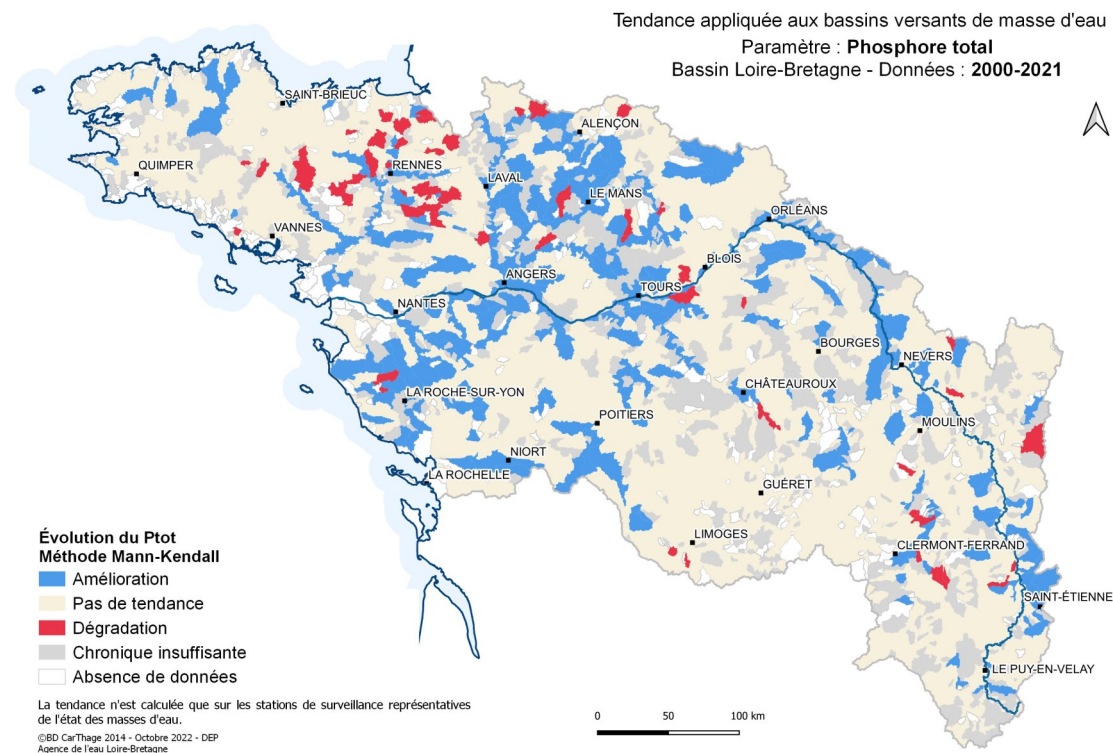 Tendance appliquée aux bassins versants de masse d'eau
Paramètre : Phosphore total
Bassin Loire-Bretagne - Données : 2000-2021
SAINT-BRIEUC
ALENÇON
QUIMPER
RENNES
LAVAL
LE MANS
ORLÉANS
VANNES
BLOIS
ANGERS
TOURS
NANTES
BOURGES
NEVERS
CHÂTEAUROUX
LA ROCHE-SUR-YON
POITIERS
MOULINS
NIORT
LA ROCHELLE
GUÉRET
LIMOGES
CLERMONT-FERRAND
SAINT-ÉTIENNE
LE PUY-EN-VELAY
Évolution du Ptot
Méthode Mann-Kendall
Amélioration
Pas de tendance
Dégradation
Chronique insuffisante
Absence de données
La tendance n'est calculée que sur les stations de surveillance représentatives
de l'état des masses d'eau.
©BD CarThage 2014 - Octobre 2022 - DEP
Agence de l'eau Loire-Bretagne
0 50 100 km